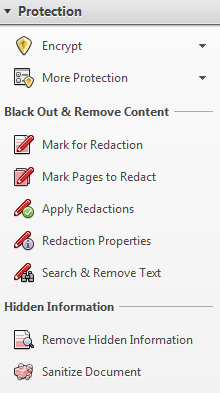 Protection
Encrypt
More Protection
Black Out & Remove Content
Mark for Redaction
Mark Pages to Redact
Apply Redactions
Redaction Properties
Search & Remove Text
Hidden Information
Remove Hidden Information
Sanitize Document